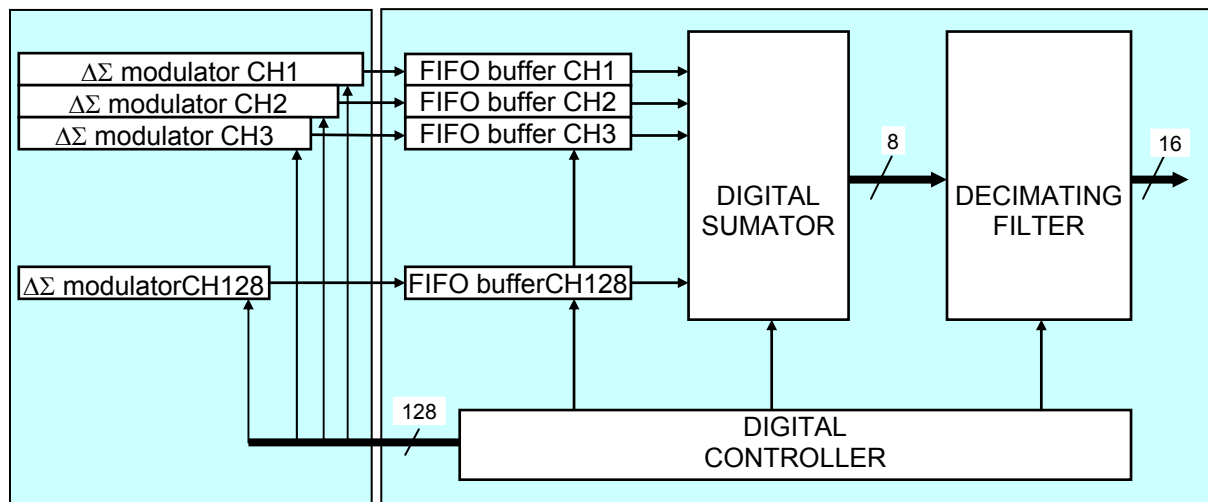 ΔΣ modulator CH1
ΔΣ modulator CH2
ΔΣ modulator CH3
ΔΣ modulatorCH128
FIFO buffer CH1
FIFO buffer CH2
FIFO buffer CH3
FIFO bufferCH128
DIGITAL
SUMATOR
8
DECIMATING
FILTER
16
128
DIGITAL
CONTROLLER